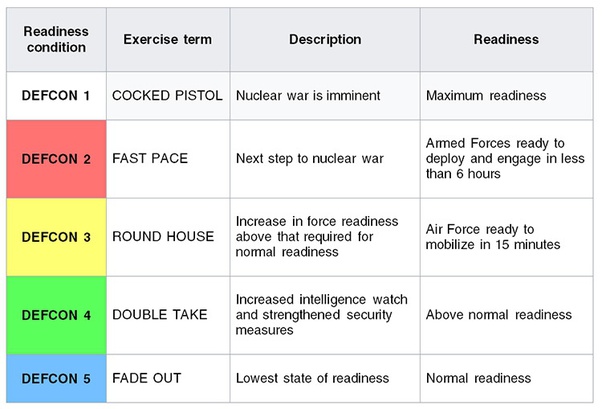 Readiness
condition
Exercise term
Description
Readiness
DEFCON 1
COCKED PISTOL
Nuclear war is imminent
Maximum readiness
DEFCON 2
FAST PACE
Next step to nuclear war
Armed Forces ready to
deploy and engage in less
than 6 hours
DEFCON 3
ROUND HOUSE
Increase in force readiness
above that required for
normal readiness
Air Force ready to
mobilize in 15 minutes
DEFCON 4
DOUBLE TAKE
Increased intelligence watch
and strengthened security
measures
Above normal readiness
DEFCON 5
FADE OUT
Lowest state of readiness
Normal readiness